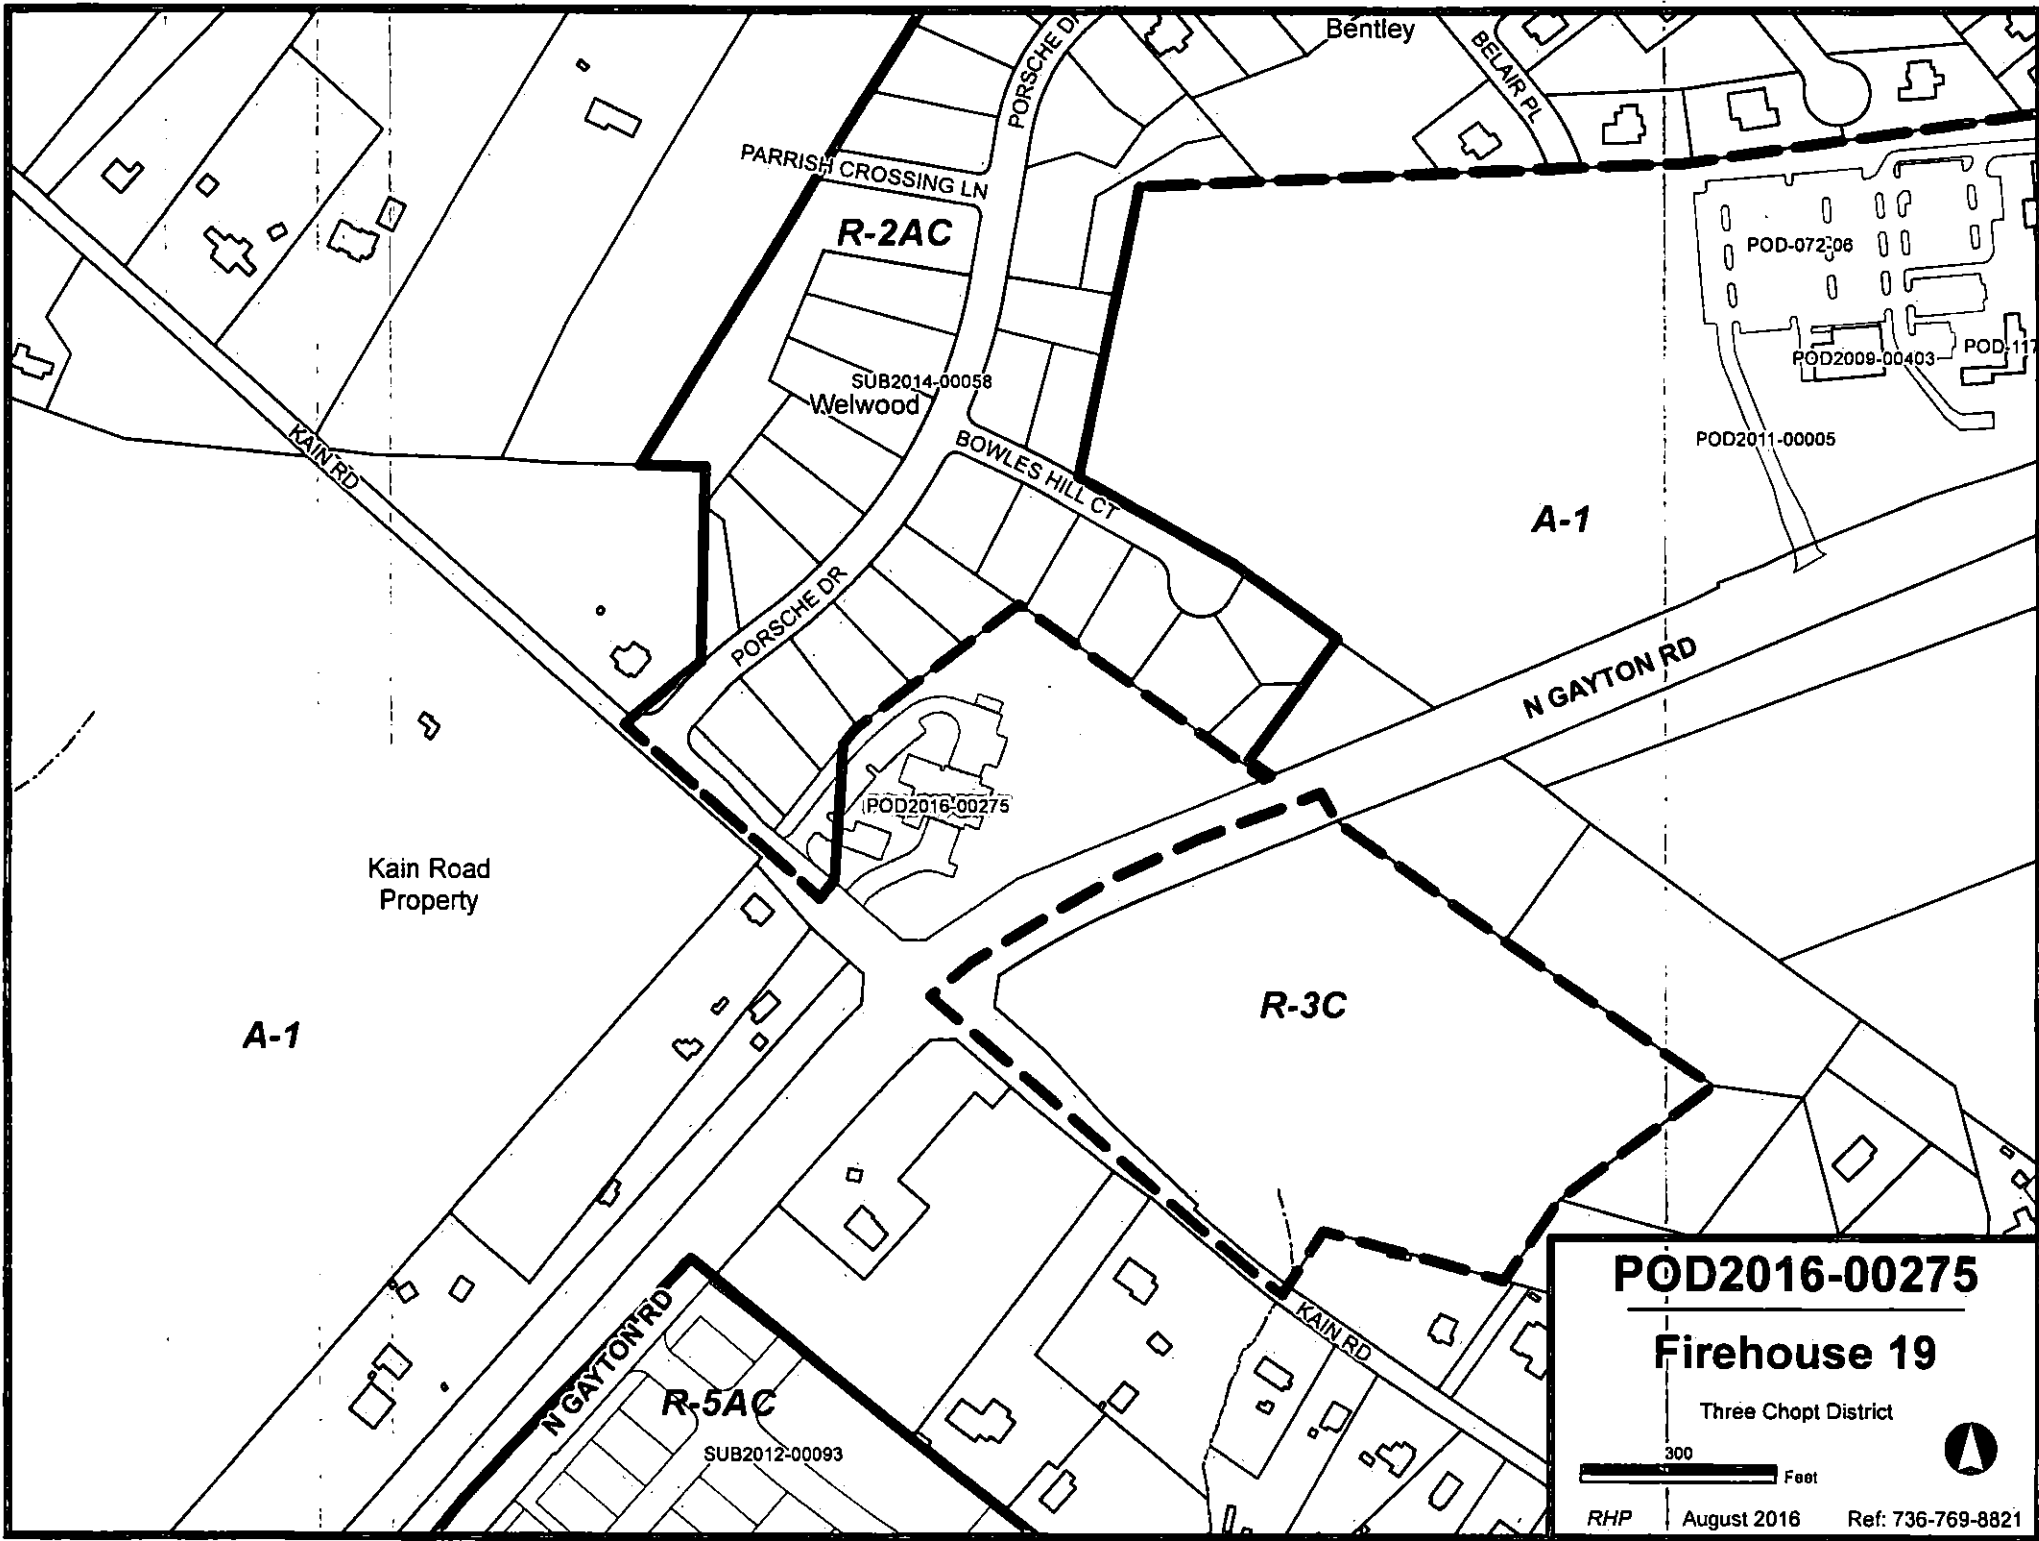 Bentley
PORSCHE DR
BELAIR PL
PARRISH CROSSING LN
R-2AC
POD-072-06
POD2009-00403
POD-117
SUB2014-00058
Welwood
KAIN RD
BOWLES HILL CT
POD2011-00005
A-1
PORSCHE DR
N GAYTON RD
POD2016-00275
Kain Road
Property
R-3C
A-1
KAIN RD
N GAYTON RD
R-5AC
SUB2012-00093
POD2016-00275
Firehouse 19
Three Chopt District
300
Feet
RHP August 2016 Ref: 736-769-8821